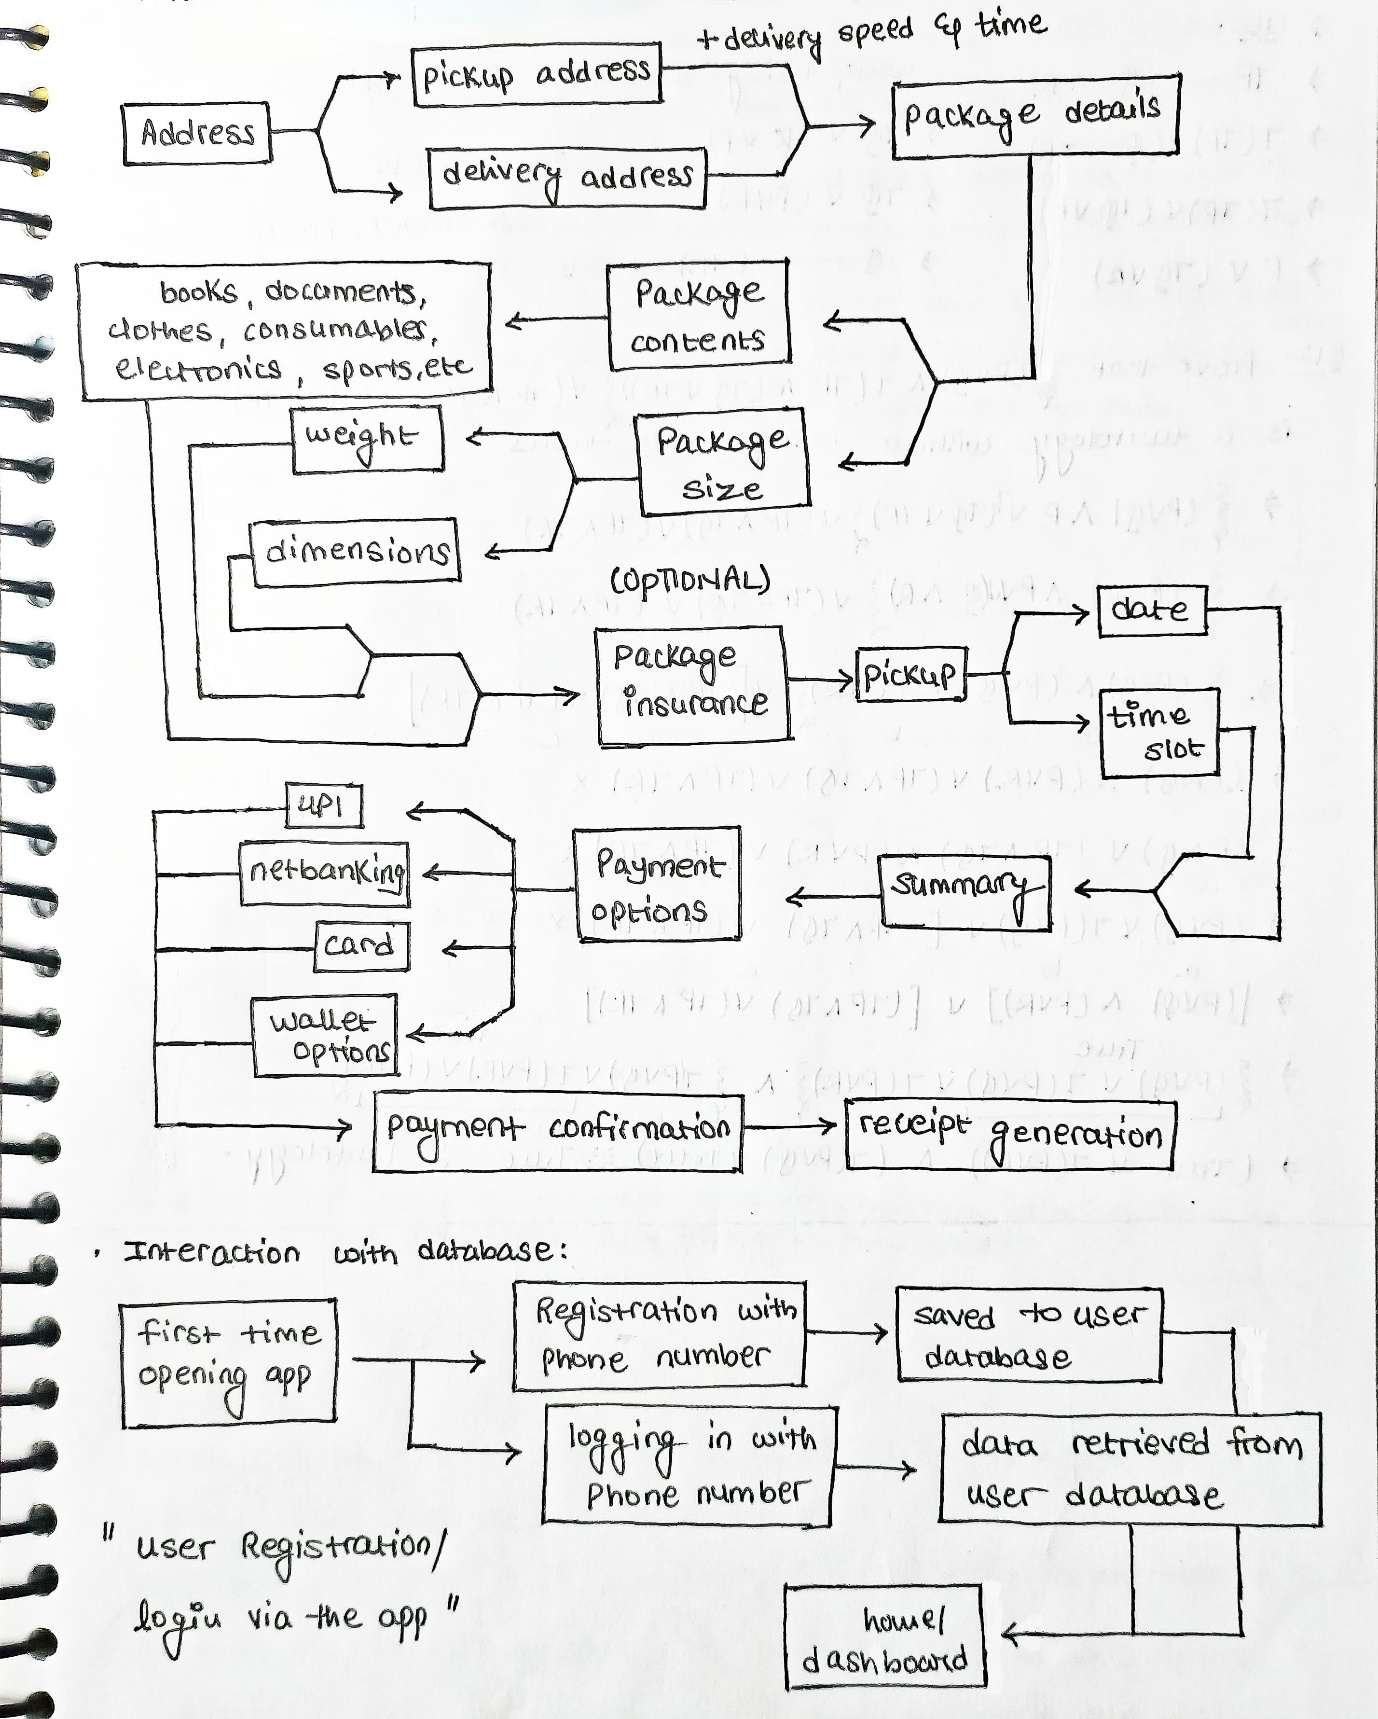 + delivery speed & time
pickup address
Address
package details
delivery address
books, documents,
clothes, consumables,
electronics, sports, etc
Package
contents
weight
Package
size
dimensions
(OPTIONAL)
Package
insurance
pickup
date
time
slot
UPI
netbanking
card
wallet
options
Payment
options
summary
payment confirmation
receipt generation
. Interaction with database:
first time
opening app
Registration with
phone number
saved to user
database
logging in with
Phone number
data retrieved from
user database
" user Registration/
login via the app "
home/
dashboard